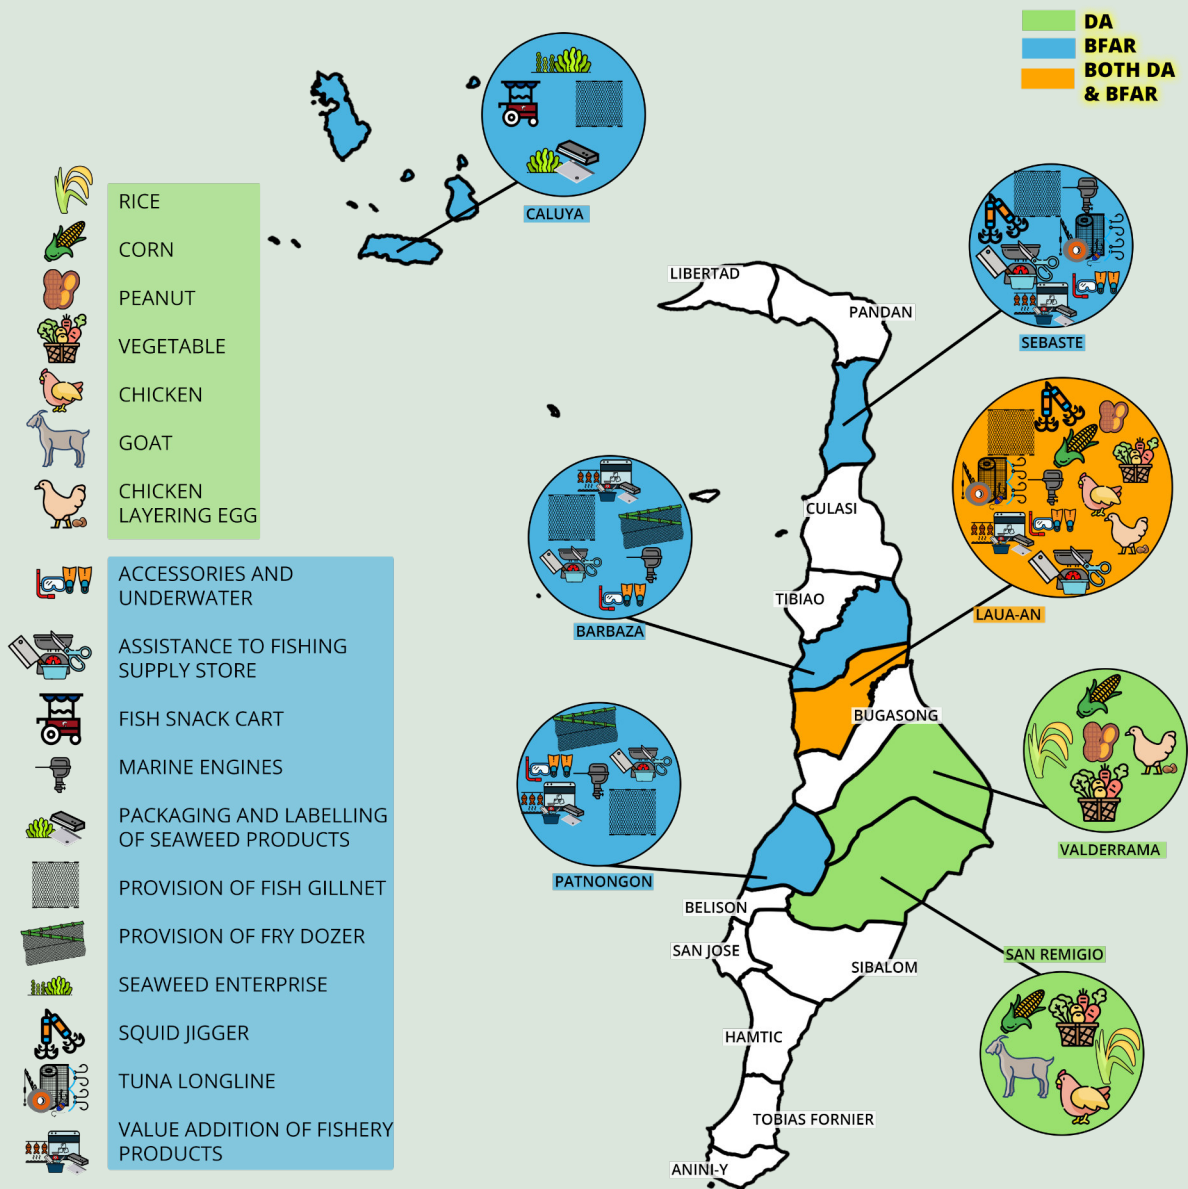 DA
BFAR
BOTH DA
& BFAR
RICE
CORN
PEANUT
VEGETABLE
CHICKEN
GOAT
CHICKEN
LAYERING EGG
ACCESSORIES AND
UNDERWATER
ASSISTANCE TO FISHING
SUPPLY STORE
FISH SNACK CART
MARINE ENGINES
PACKAGING AND LABELLING
OF SEAWEED PRODUCTS
PROVISION OF FISH GILLNET
PROVISION OF FRY DOZER
SEAWEED ENTERPRISE
SQUID JIGGER
TUNA LONGLINE
VALUE ADDITION OF FISHERY
PRODUCTS
CALUYA
LIBERTAD
PANDAN
SEBASTE
CULASI
TIBIAO
BARBAZA
LAUA-AN
BUGASONG
VALDERRAMA
PATNONGON
BELISON
SAN JOSE
SIBALOM
SAN REMIGIO
HAMTIC
TOBIAS FORNIER
ANINI-Y